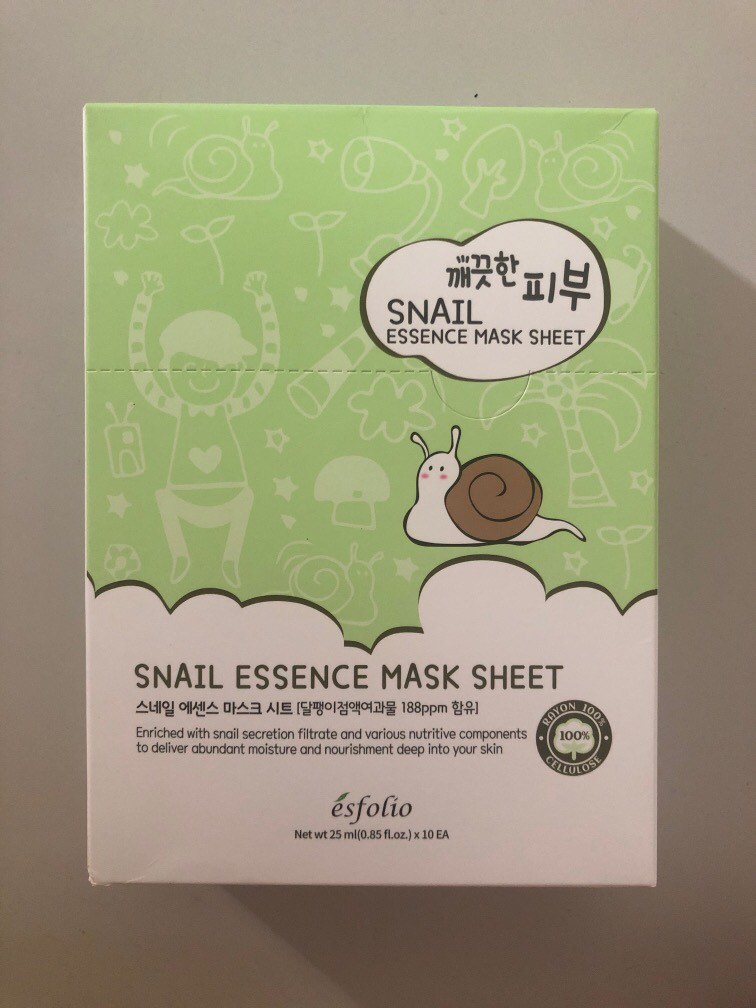 깨끗한 피부
SNAIL
ESSENCE MASK SHEET
SNAIL ESSENCE MASK SHEET
스네일 에센스 마스크 시트 [달팽이점액여과물 188ppm 함유]
Enriched with snail secretion filtrate and various nutritive components
to deliver abundant moisture and nourishment deep into your skin
ROYON 100%
100%
CELLULOSE
ésfolio
Net wt 25 ml(0.85 fl.oz.) x 10 EA